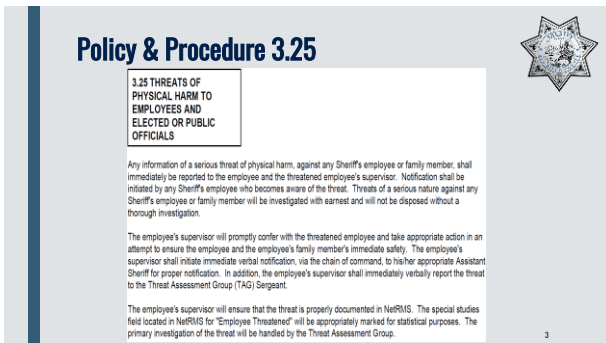 Policy & Procedure 3.25
3.25 THREATS OF
PHYSICAL HARM TO
EMPLOYEES AND
ELECTED OR PUBLIC
OFFICIALS
Any information of a serious threat of physical harm, against any Sheriff's employee or family member, shall
immediately be reported to the employee and the threatened employee's supervisor. Notification shall be
initiated by any Sheriff's employee who becomes aware of the threat. Threats of a serious nature against any
Sheriff's employee or family member will be investigated with earnest and will not be disposed without a
thorough investigation.
The employee's supervisor will promptly confer with the threatened employee and take appropriate action in an
attempt to ensure the employee and the employee's family member's immediate safety. The employee's
supervisor shall initiate immediate verbal notification, via the chain of command, to his/her appropriate Assistant
Sheriff for proper notification. In addition, the employee's supervisor shall immediately verbally report the threat
to the Threat Assessment Group (TAG) Sergeant.
The employee's supervisor will ensure that the threat is properly documented in NetRMS. The special studies
field located in NetRMS for "Employee Threatened" will be appropriately marked for statistical purposes. The
primary investigation of the threat will be handled by the Threat Assessment Group.
3